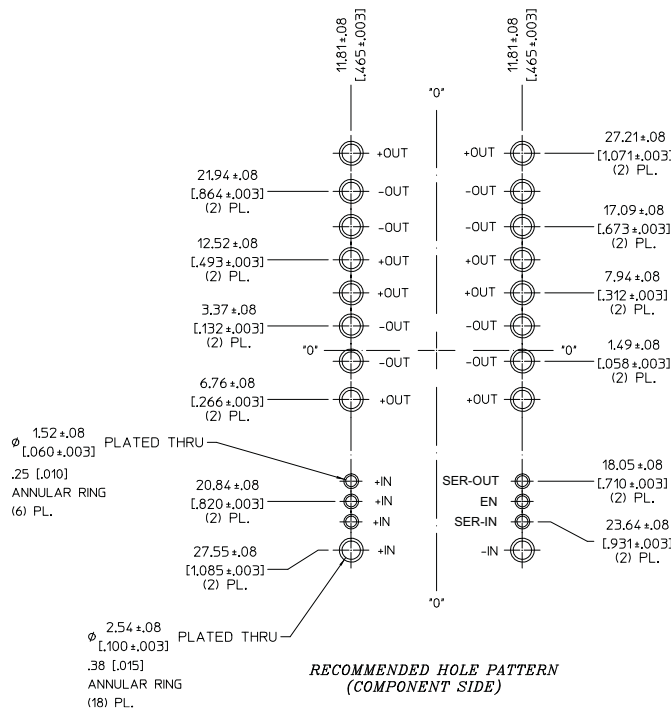 11.81±.08
[.465±.003]
11.81±.08
[.465±.003]
"0"
+OUT
+OUT
27.21±.08
[1.071±.003]
(2) PL.
21.94±.08
[.864±.003]
(2) PL.
-OUT
-OUT
-OUT
-OUT
17.09±.08
[.673±.003]
(2) PL.
12.52±.08
[.493±.003]
(2) PL.
+OUT
+OUT
+OUT
+OUT
7.94±.08
[.312±.003]
(2) PL.
3.37±.08
[.132±.003]
(2) PL.
-OUT
-OUT
"0"
"0"
-OUT
-OUT
1.49±.08
[.058±.003]
(2) PL.
6.76±.08
[.266±.003]
(2) PL.
+OUT
+OUT
ø 1.52±.08
[.060±.003] PLATED THRU
.25 [.010]
ANNULAR RING
(6) PL.
+IN
SER-OUT
18.05±.08
[.710±.003]
(2) PL.
20.84±.08
[.820±.003]
(2) PL.
+IN
EN
+IN
SER-IN
23.64±.08
[.931±.003]
(2) PL.
27.55±.08
[1.085±.003]
(2) PL.
+IN
-IN
"0"
ø 2.54±.08
[.100±.003] PLATED THRU
.38 [.015]
ANNULAR RING
(18) PL.
RECOMMENDED HOLE PATTERN
(COMPONENT SIDE)